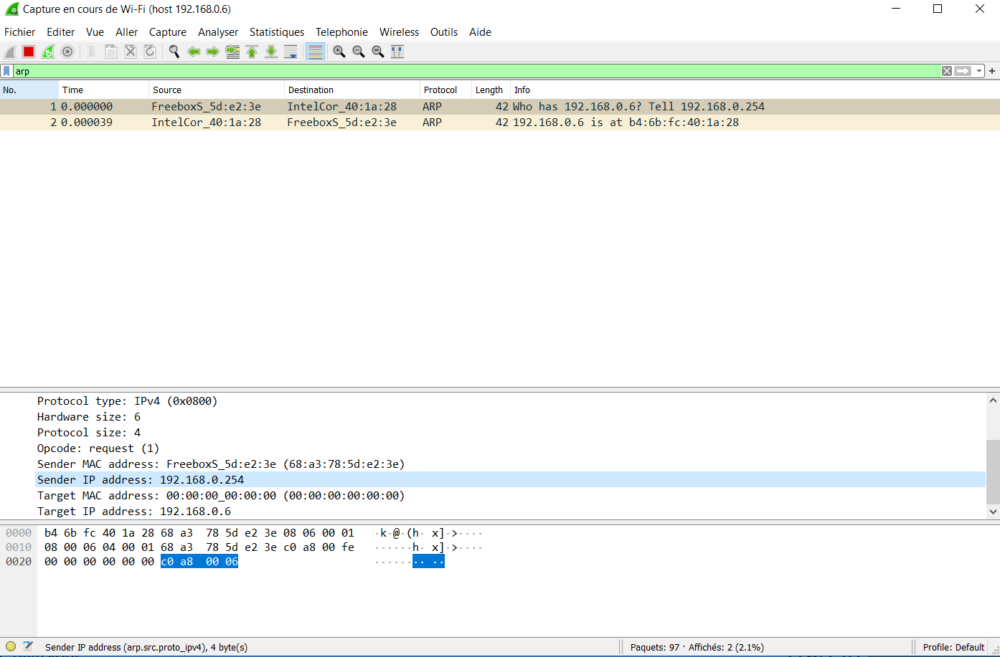 Capture en cours de Wi-Fi (host 192.168.0.6)
Fichier Editer Vue Aller Capture Analyser Statistiques Telephonie Wireless Outils Aide
arp
No. Time Source Destination Protocol Length Info
1 0.000000 FreeboxS_5d:e2:3e IntelCor_40:1a:28 ARP 42 Who has 192.168.0.6? Tell 192.168.0.254
2 0.000039 IntelCor_40:1a:28 FreeboxS_5d:e2:3e ARP 42 192.168.0.6 is at b4:6b:fc:40:1a:28
Protocol type: IPv4 (0x0800)
Hardware size: 6
Protocol size: 4
Opcode: request (1)
Sender MAC address: FreeboxS_5d:e2:3e (68:a3:78:5d:e2:3e)
Sender IP address: 192.168.0.254
Target MAC address: 00:00:00_00:00:00 (00:00:00:00:00:00)
Target IP address: 192.168.0.6
0000 b4 6b fc 40 1a 28 68 a3 78 5d e2 3e 08 06 00 01 ·k·@·(h· x]·>····
0010 08 00 06 04 00 01 68 a3 78 5d e2 3e c0 a8 00 fe ······h· x]·>····
0020 00 00 00 00 00 00 c0 a8 00 06 ········ ··
Sender IP address (arp.src.proto_ipv4), 4 byte(s) Paquets: 97 · Affichés: 2 (2.1%) Profile: Default